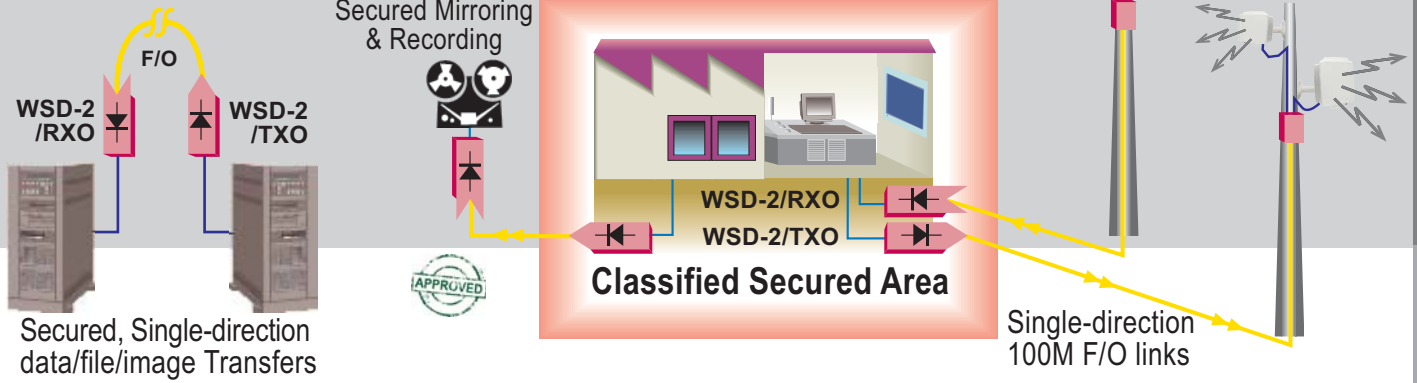 Secured Mirroring
& Recording
F/O
WSD-2
/RXO
WSD-2
/TXO
WSD-2/RXO
WSD-2/TXO
Classified Secured Area
APPROVED
Secured, Single-direction
data/file/image Transfers
Single-direction
100M F/O links